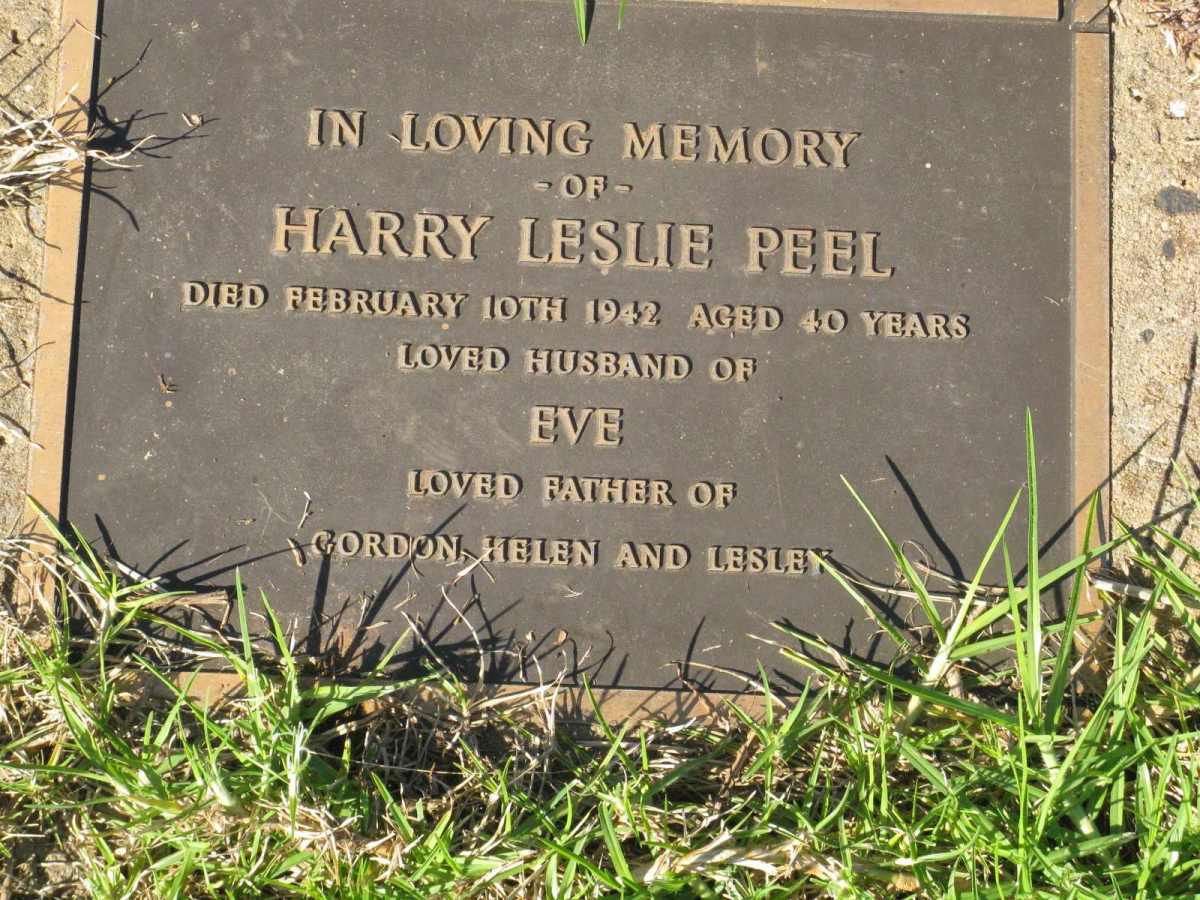 IN LOVING MEMORY
- OF -
HARRY LESLIE PEEL
DIED FEBRUARY 10TH 1942 AGED 40 YEARS
LOVED HUSBAND OF
EVE
LOVED FATHER OF
GORDON, HELEN AND LESLEY